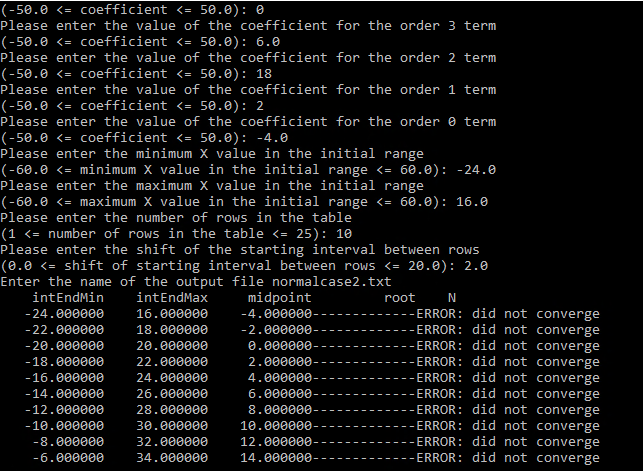 (-50.0 <= coefficient <= 50.0): 0
Please enter the value of the coefficient for the order 3 term
(-50.0 <= coefficient <= 50.0): 6.0
Please enter the value of the coefficient for the order 2 term
(-50.0 <= coefficient <= 50.0): 18
Please enter the value of the coefficient for the order 1 term
(-50.0 <= coefficient <= 50.0): 2
Please enter the value of the coefficient for the order 0 term
(-50.0 <= coefficient <= 50.0): -4.0
Please enter the minimum X value in the initial range
(-60.0 <= minimum X value in the initial range <= 60.0): -24.0
Please enter the maximum X value in the initial range
(-60.0 <= maximum X value in the initial range <= 60.0): 16.0
Please enter the number of rows in the table
(1 <= number of rows in the table <= 25): 10
Please enter the shift of the starting interval between rows
(0.0 <= shift of starting interval between rows <= 20.0): 2.0
Enter the name of the output file normalcase2.txt
intEndMin intEndMax midpoint root N
-24.000000 16.000000 -4.000000-------------ERROR: did not converge
-22.000000 18.000000 -2.000000-------------ERROR: did not converge
-20.000000 20.000000 0.000000-------------ERROR: did not converge
-18.000000 22.000000 2.000000-------------ERROR: did not converge
-16.000000 24.000000 4.000000-------------ERROR: did not converge
-14.000000 26.000000 6.000000-------------ERROR: did not converge
-12.000000 28.000000 8.000000-------------ERROR: did not converge
-10.000000 30.000000 10.000000-------------ERROR: did not converge
-8.000000 32.000000 12.000000-------------ERROR: did not converge
-6.000000 34.000000 14.000000-------------ERROR: did not converge